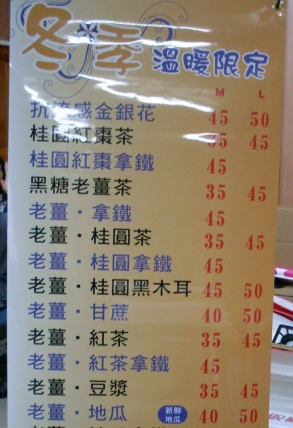 冬季 溫暖限定
M L
抗流感金銀花 45 50
桂圓紅棗茶 35 45
桂圓紅棗拿鐵 45
黑糖老薑茶 35 45
老薑·拿鐵 45
老薑·桂圓茶 35 45
老薑·桂圓拿鐵 45
老薑·桂圓黑木耳 45 50
老薑·甘蔗 40 50
老薑·紅茶 35 45
老薑·紅茶拿鐵 45
老薑·豆漿 35 45
老薑·地瓜 新鮮地瓜 40 50